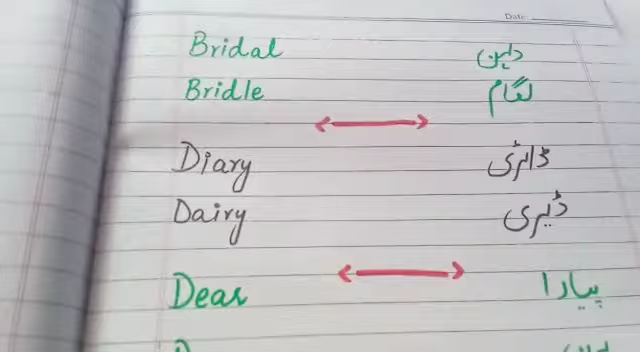 Date:
Bridal دلہن
Bridle لگام
Diary ڈائری
Dairy ڈیری
Dear پیارا